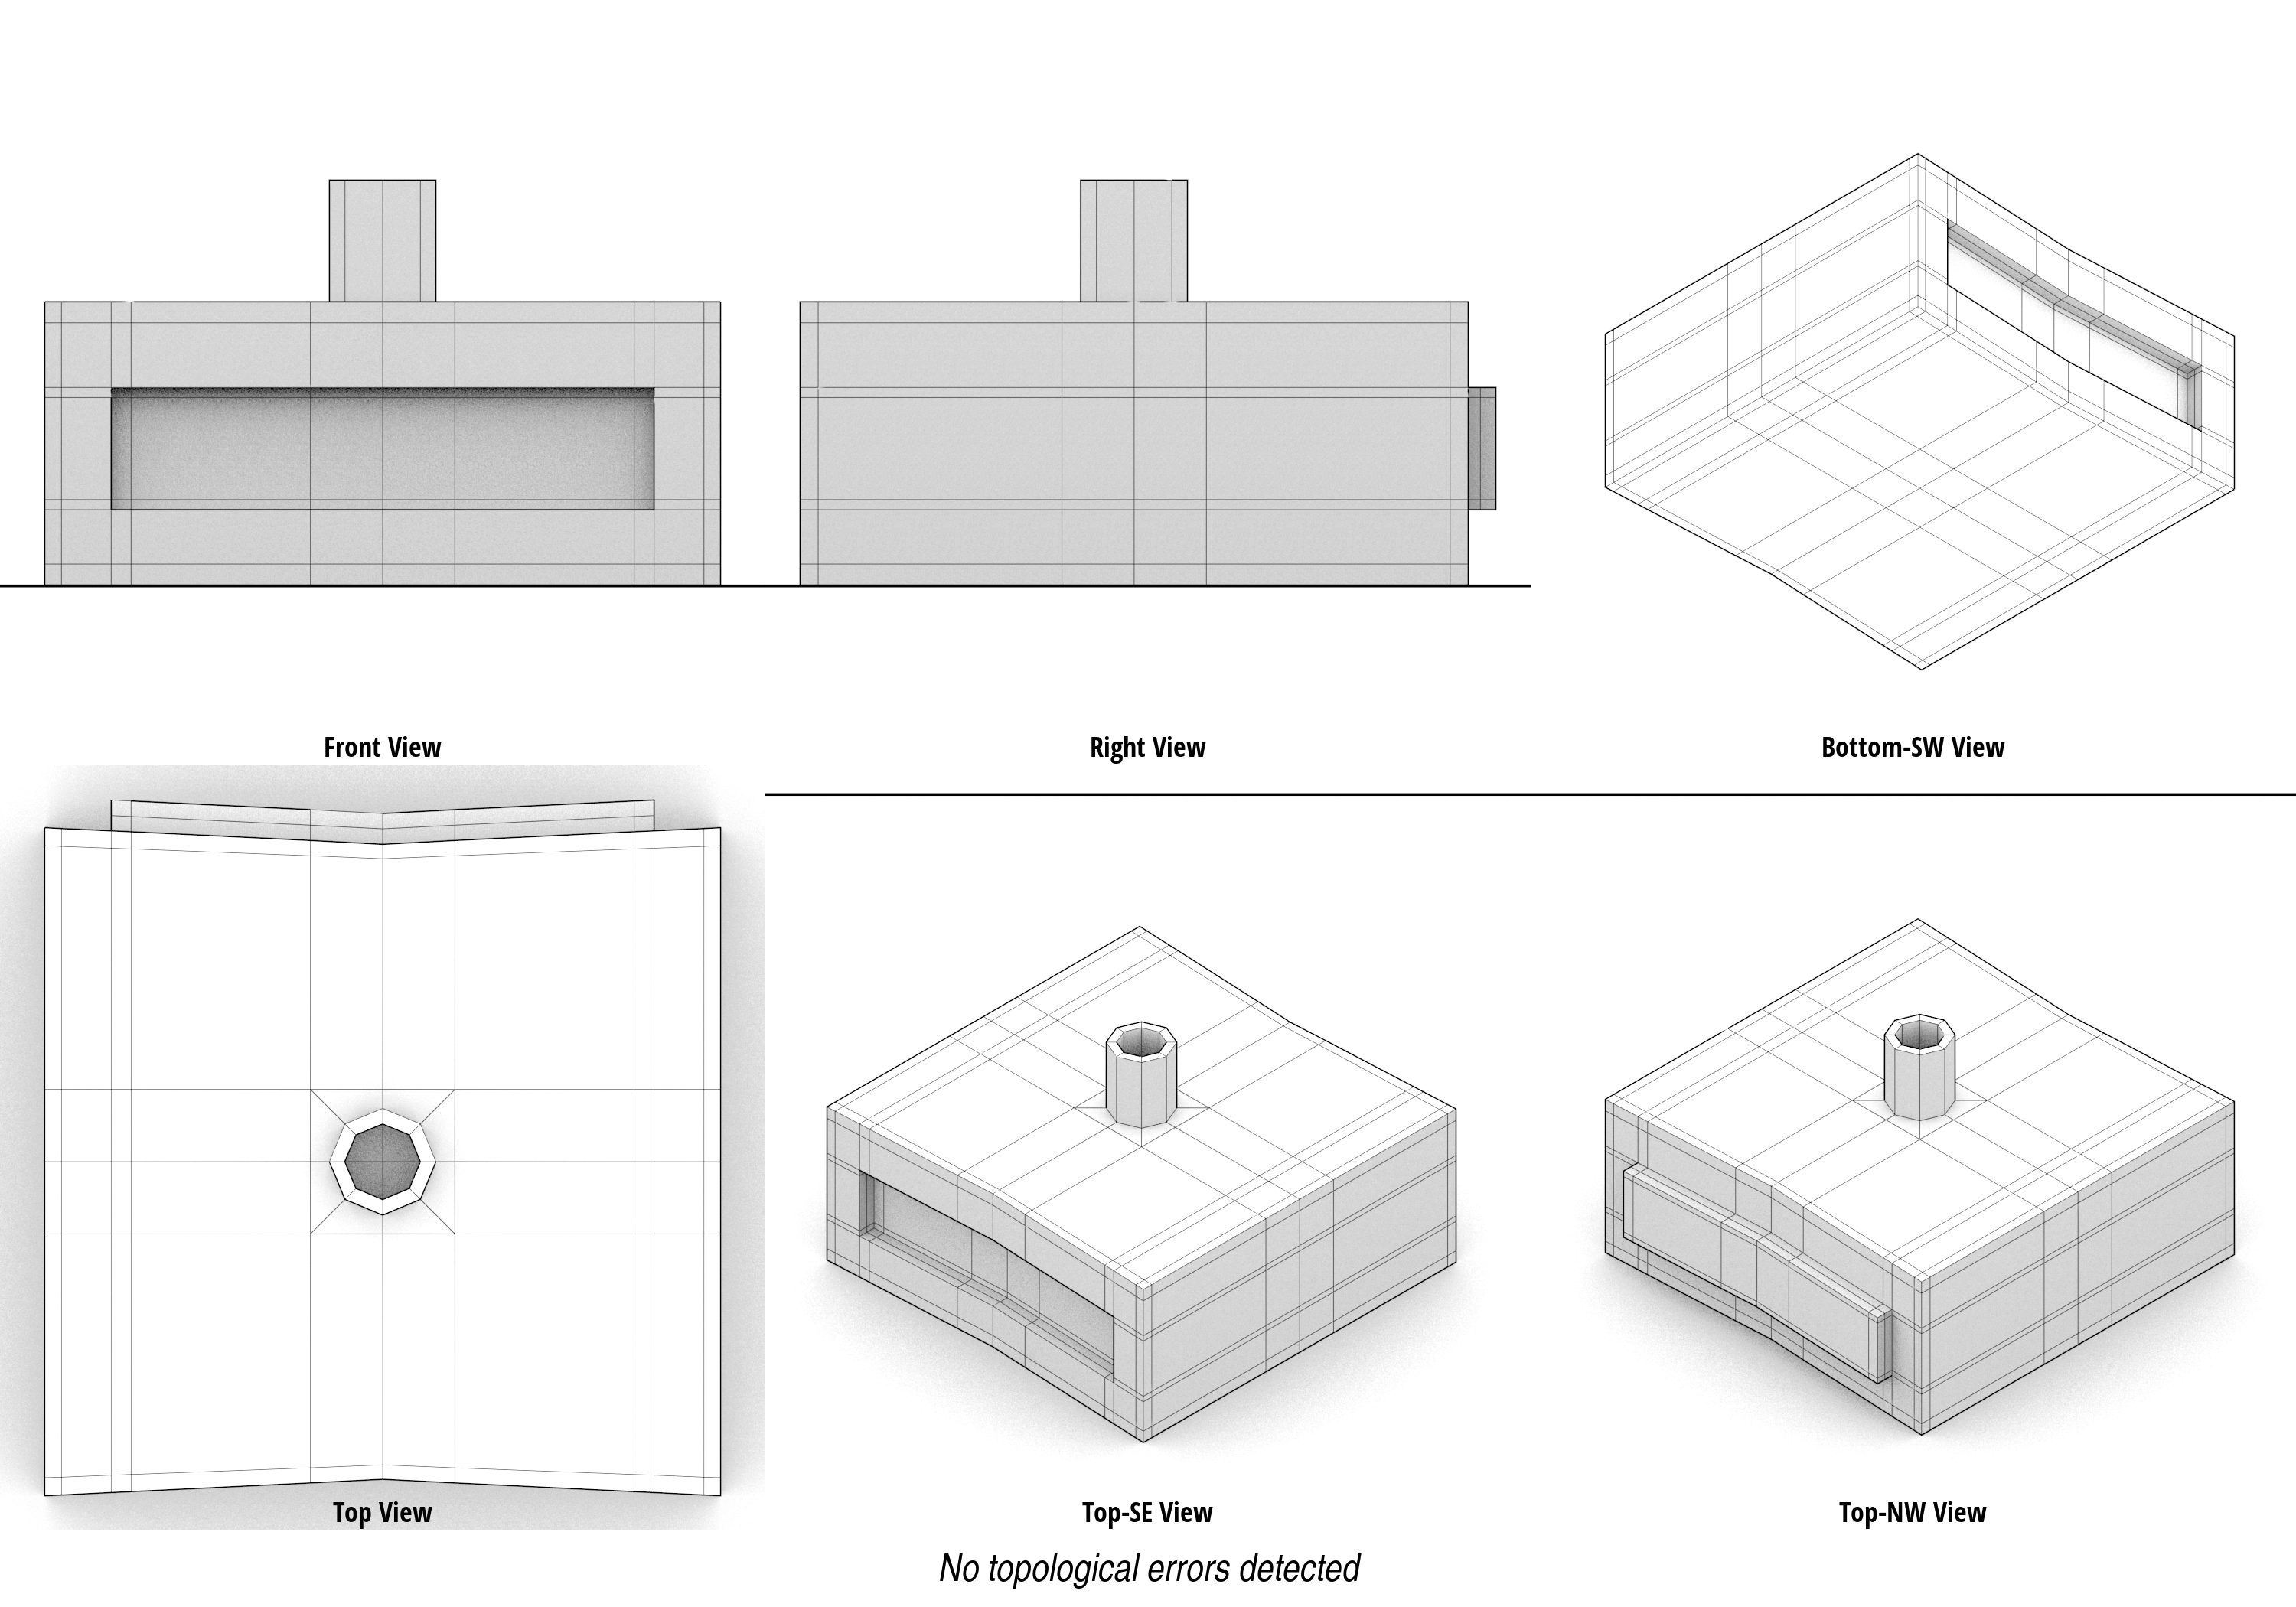 Front View
Right View
Bottom-SW View
Top View
Top-SE View
Top-NW View
No topological errors detected